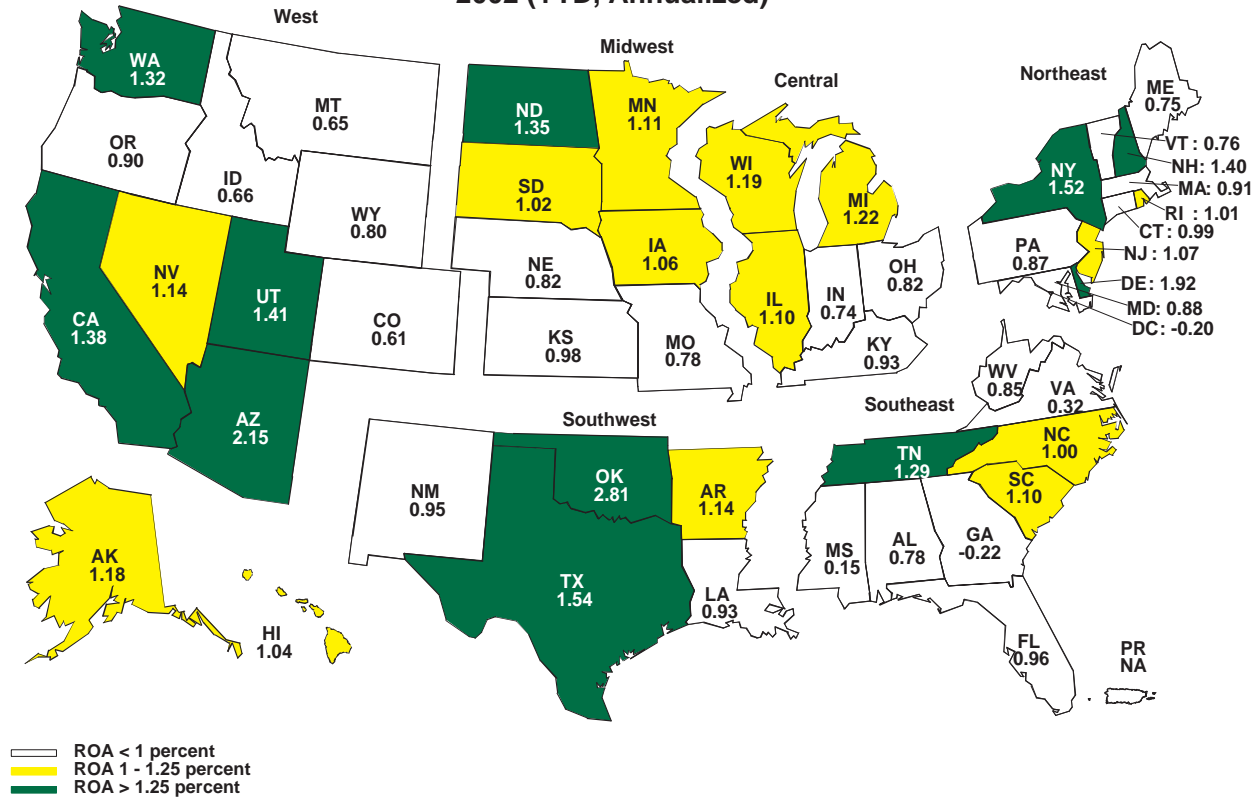 2002 (YTD, Annualized)
West
Midwest
Central
Northeast
WA
1.32
MT
0.65
OR
0.90
ID
0.66
WY
0.80
NV
1.14
UT
1.41
CA
1.38
CO
0.61
AZ
2.15
AK
1.18
HI
1.04
ND
1.35
MN
1.11
SD
1.02
IA
1.06
NE
0.82
KS
0.98
MO
0.78
WI
1.19
MI
1.22
IL
1.10
IN
0.74
OH
0.82
KY
0.93
ME
0.75
VT : 0.76
NH: 1.40
MA: 0.91
RI : 1.01
CT: 0.99
NJ : 1.07
DE: 1.92
MD: 0.88
DC: -0.20
NY
1.52
PA
0.87
Southwest
Southeast
NM
0.95
OK
2.81
AR
1.14
TX
1.54
LA
0.93
WV
0.85
VA
0.32
TN
1.29
NC
1.00
SC
1.10
MS
0.15
AL
0.78
GA
-0.22
FL
0.96
PR
NA
ROA < 1 percent
ROA 1 - 1.25 percent
ROA > 1.25 percent